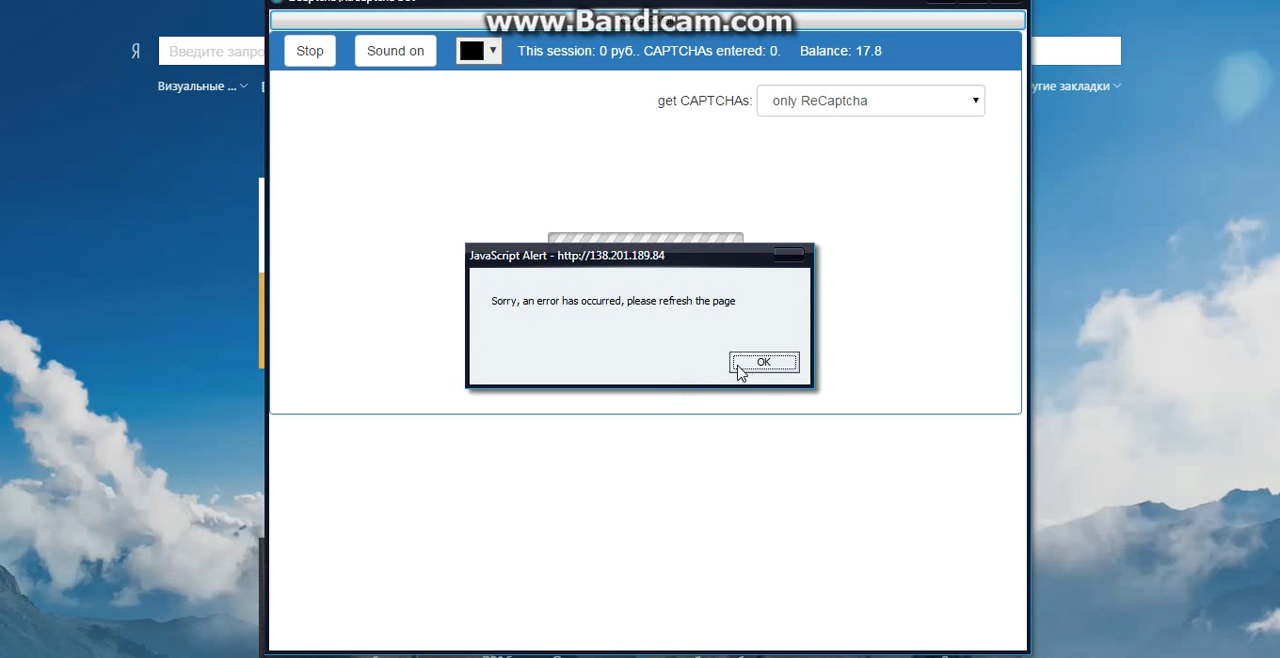 www.Bandicam.com
Я
Введите запро
Stop
Sound on
This session: 0 руб.. CAPTCHAs entered: 0.
Balance: 17.8
Визуальные ...
угие закладки
get CAPTCHAs:
only ReCaptcha
JavaScript Alert - http://138.201.189.84
Sorry, an error has occurred, please refresh the page
OK